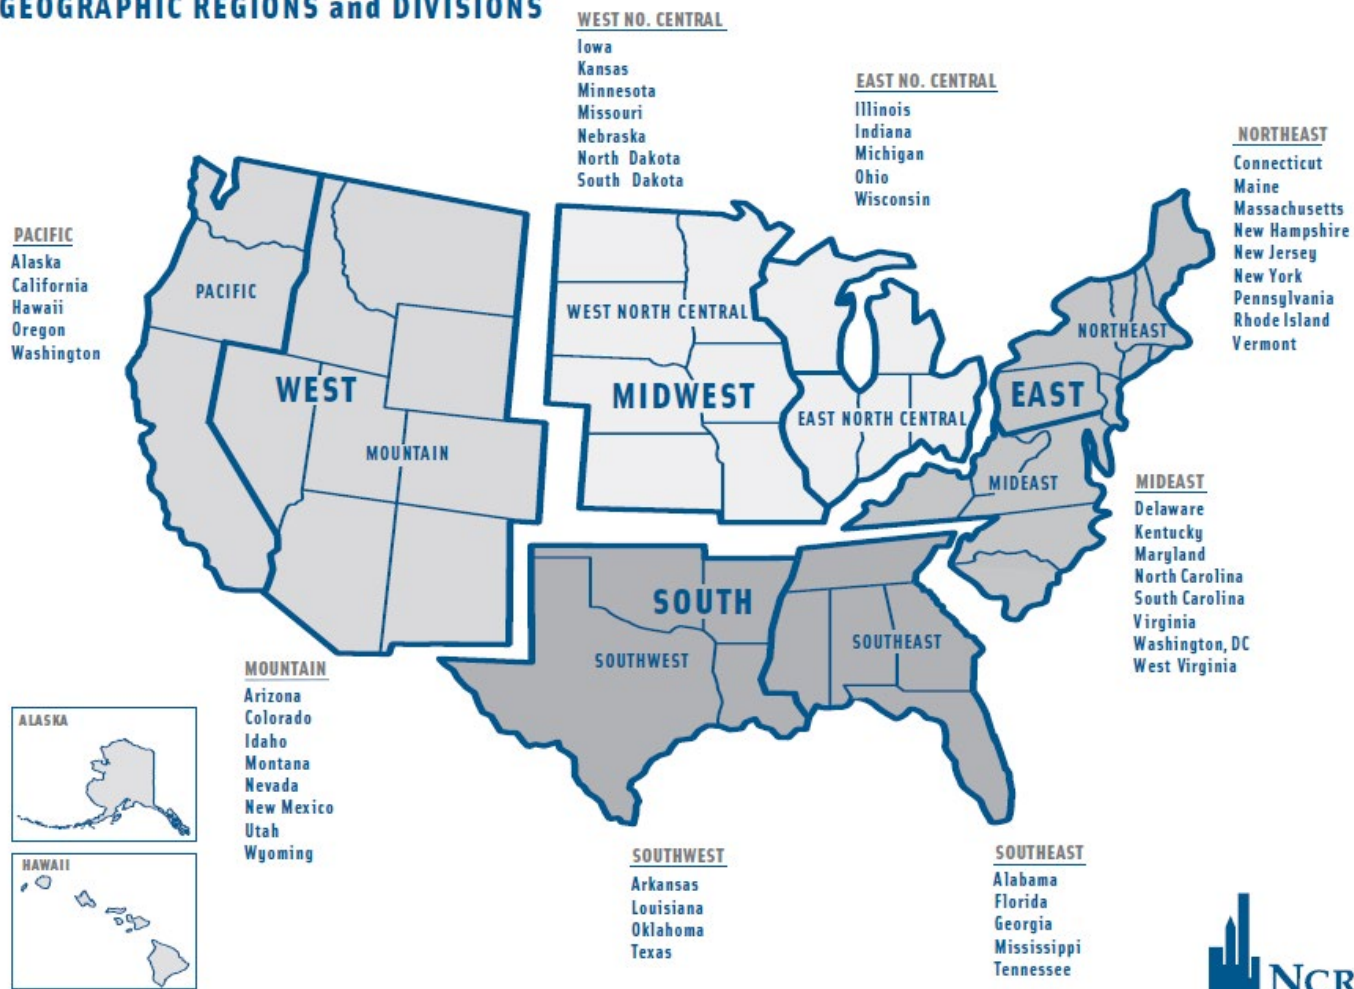 GEOGRAPHIC REGIONS and DIVISIONS
WEST NO. CENTRAL
Iowa
Kansas
Minnesota
Missouri
Nebraska
North Dakota
South Dakota
EAST NO. CENTRAL
Illinois
Indiana
Michigan
Ohio
Wisconsin
NORTHEAST
Connecticut
Maine
Massachusetts
New Hampshire
New Jersey
New York
Pennsylvania
Rhode Island
Vermont
PACIFIC
Alaska
California
Hawaii
Oregon
Washington
PACIFIC
WEST
MOUNTAIN
WEST NORTH CENTRAL
MIDWEST
EAST NORTH CENTRAL
NORTHEAST
EAST
MIDEAST
SOUTH
SOUTHWEST
SOUTHEAST
MIDEAST
Delaware
Kentucky
Maryland
North Carolina
South Carolina
Virginia
Washington, DC
West Virginia
MOUNTAIN
Arizona
Colorado
Idaho
Montana
Nevada
New Mexico
Utah
Wyoming
ALASKA
HAWAII
SOUTHWEST
Arkansas
Louisiana
Oklahoma
Texas
SOUTHEAST
Alabama
Florida
Georgia
Mississippi
Tennessee
NCR